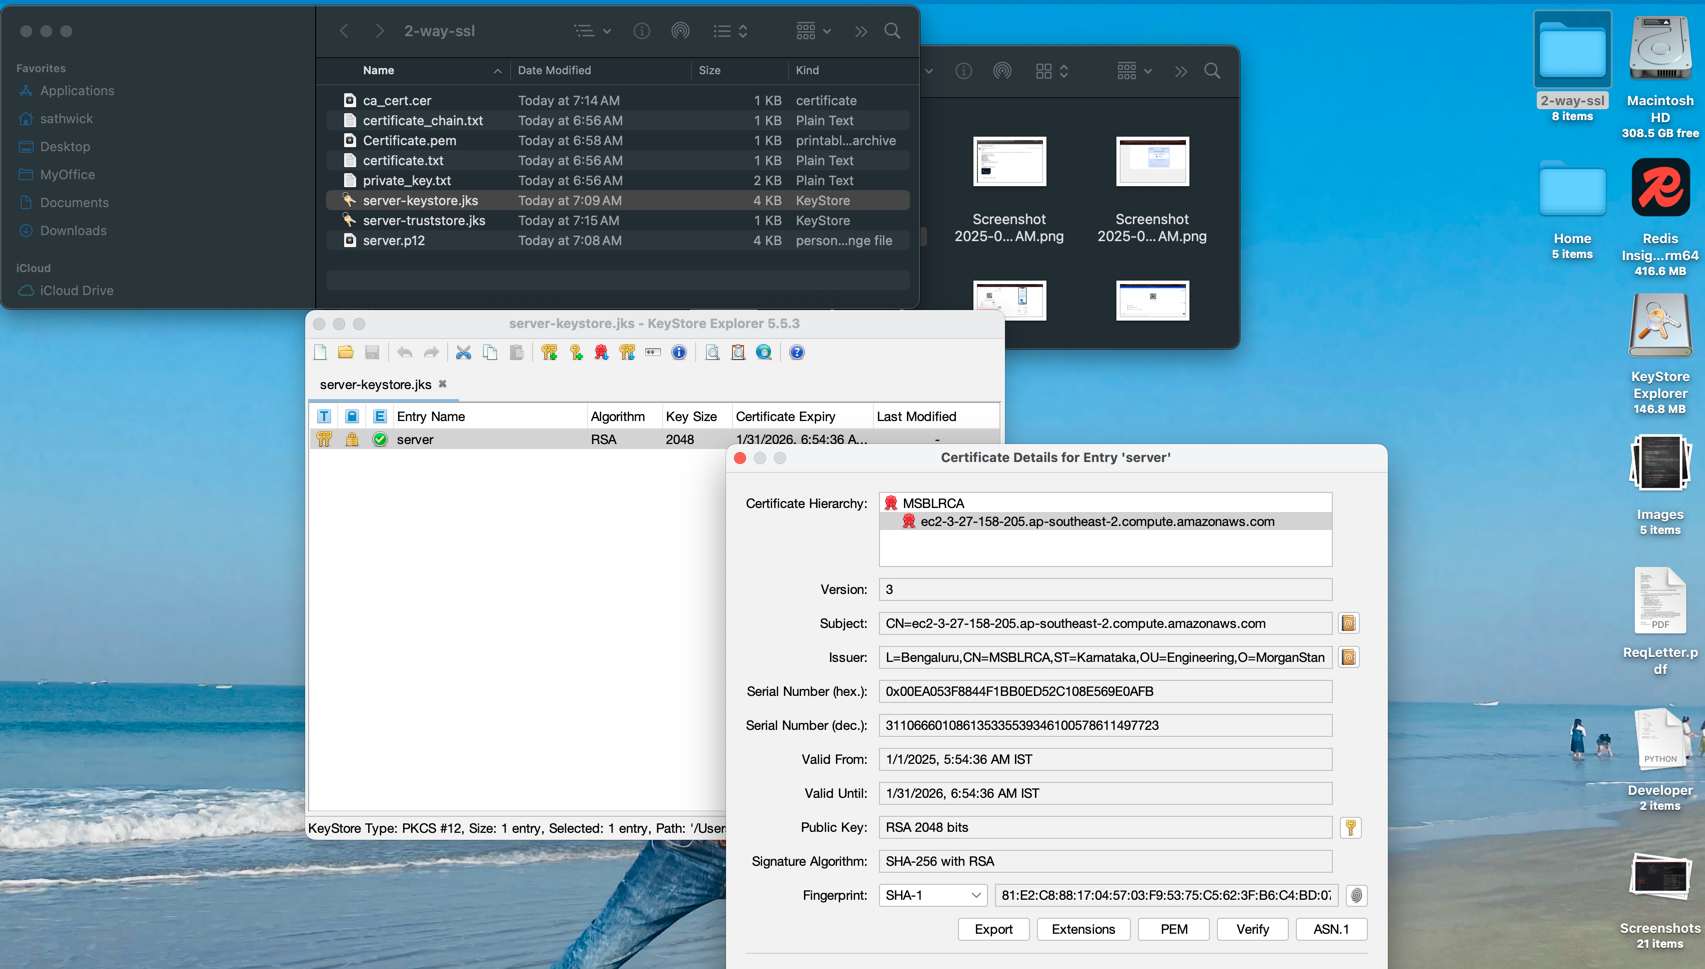 2-way-ssl
Favorites
Applications
sathwick
Desktop
MyOffice
Documents
Downloads
iCloud
iCloud Drive
Name Date Modified Size Kind
ca_cert.cer Today at 7:14 AM 1 KB certificate
certificate_chain.txt Today at 6:56 AM 1 KB Plain Text
Certificate.pem Today at 6:58 AM 1 KB printabl...archive
certificate.txt Today at 6:56 AM 1 KB Plain Text
private_key.txt Today at 6:56 AM 2 KB Plain Text
server-keystore.jks Today at 7:09 AM 4 KB KeyStore
server-truststore.jks Today at 7:15 AM 1 KB KeyStore
server.p12 Today at 7:08 AM 4 KB person...nge file
Screenshot
2025-0...AM.png
Screenshot
2025-0...AM.png
2-way-ssl
8 items
Macintosh
HD
308.5 GB free
Home
5 items
Redis
Insig...rm64
416.6 MB
KeyStore
Explorer
146.8 MB
Images
5 items
PDF
ReqLetter.p
df
PYTHON
Developer
2 items
Screenshots
21 items
server-keystore.jks - KeyStore Explorer 5.5.3
server-keystore.jks
T E Entry Name Algorithm Key Size Certificate Expiry Last Modified
server RSA 2048 1/31/2026, 6:54:36 A... -
KeyStore Type: PKCS #12, Size: 1 entry, Selected: 1 entry, Path: '/User
Certificate Details for Entry 'server'
Certificate Hierarchy: MSBLRCA
ec2-3-27-158-205.ap-southeast-2.compute.amazonaws.com
Version: 3
Subject: CN=ec2-3-27-158-205.ap-southeast-2.compute.amazonaws.com
Issuer: L=Bengaluru,CN=MSBLRCA,ST=Karnataka,OU=Engineering,O=MorganStan
Serial Number (hex.): 0x00EA053F8844F1BB0ED52C108E569E0AFB
Serial Number (dec.): 311066601086135335539346100578611497723
Valid From: 1/1/2025, 5:54:36 AM IST
Valid Until: 1/31/2026, 6:54:36 AM IST
Public Key: RSA 2048 bits
Signature Algorithm: SHA-256 with RSA
Fingerprint: SHA-1 81:E2:C8:88:17:04:57:03:F9:53:75:C5:62:3F:B6:C4:BD:07
Export Extensions PEM Verify ASN.1